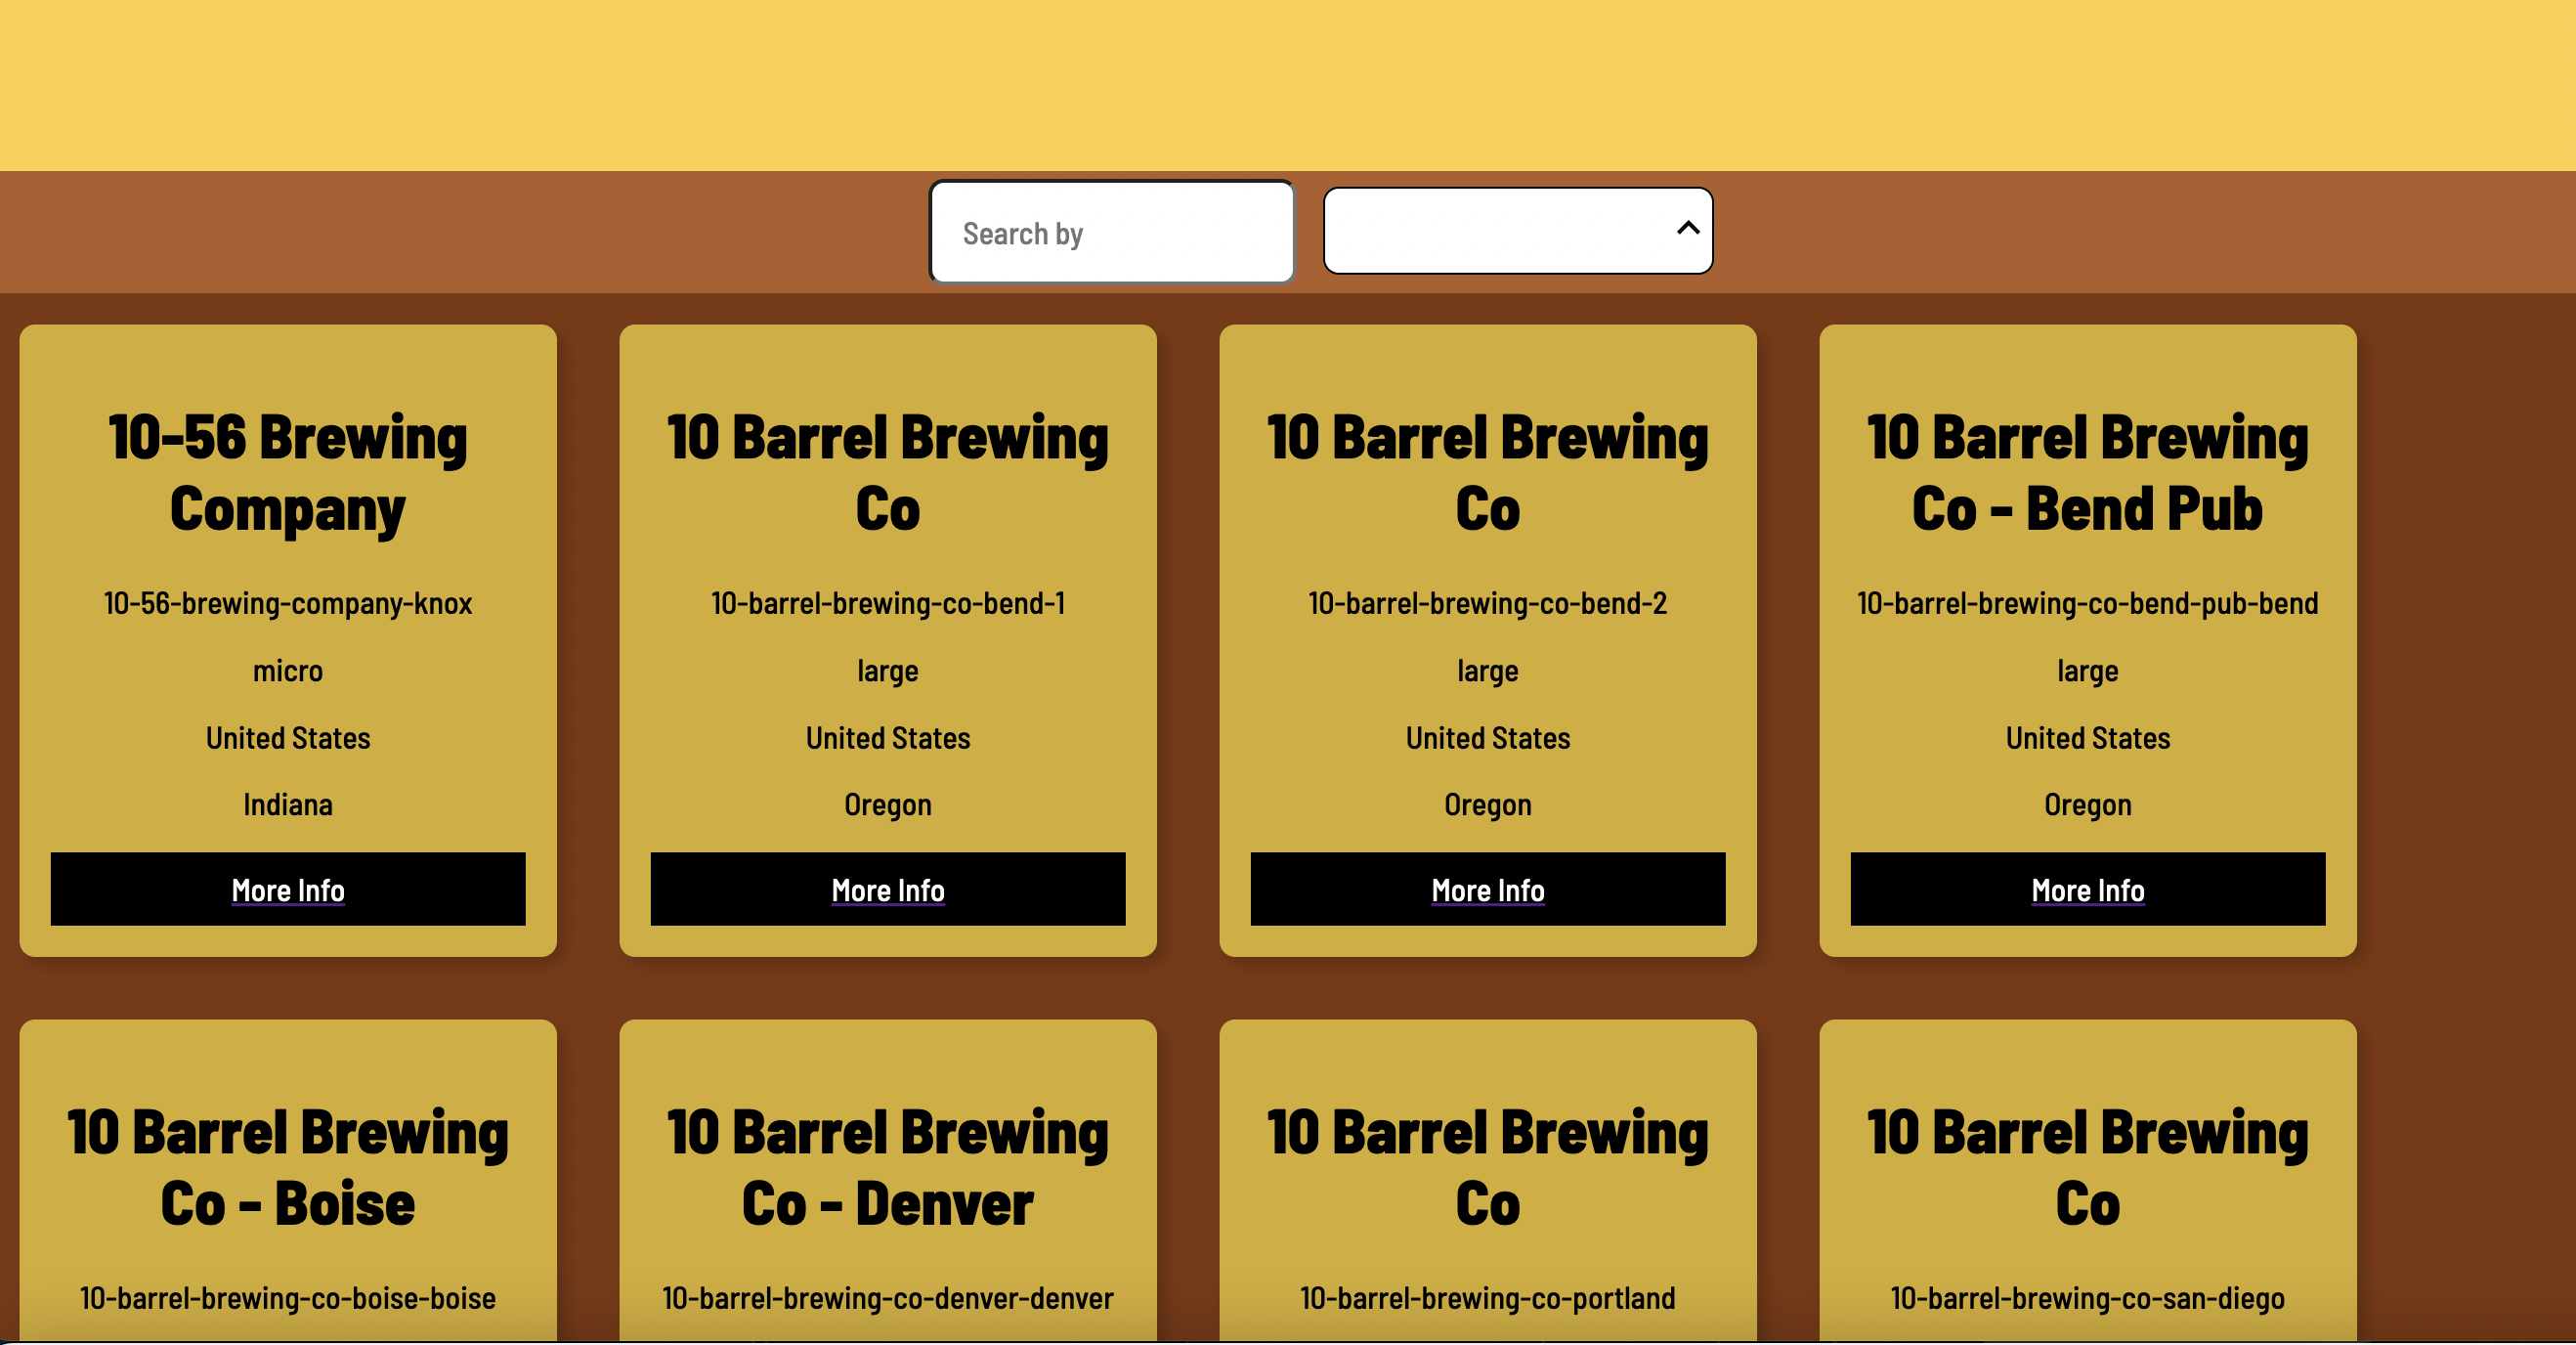 Search by
10-56 Brewing
Company
10-56-brewing-company-knox
micro
United States
Indiana
More Info
10 Barrel Brewing
Co
10-barrel-brewing-co-bend-1
large
United States
Oregon
More Info
10 Barrel Brewing
Co
10-barrel-brewing-co-bend-2
large
United States
Oregon
More Info
10 Barrel Brewing
Co - Bend Pub
10-barrel-brewing-co-bend-pub-bend
large
United States
Oregon
More Info
10 Barrel Brewing
Co - Boise
10-barrel-brewing-co-boise-boise
10 Barrel Brewing
Co - Denver
10-barrel-brewing-co-denver-denver
10 Barrel Brewing
Co
10-barrel-brewing-co-portland
10 Barrel Brewing
Co
10-barrel-brewing-co-san-diego